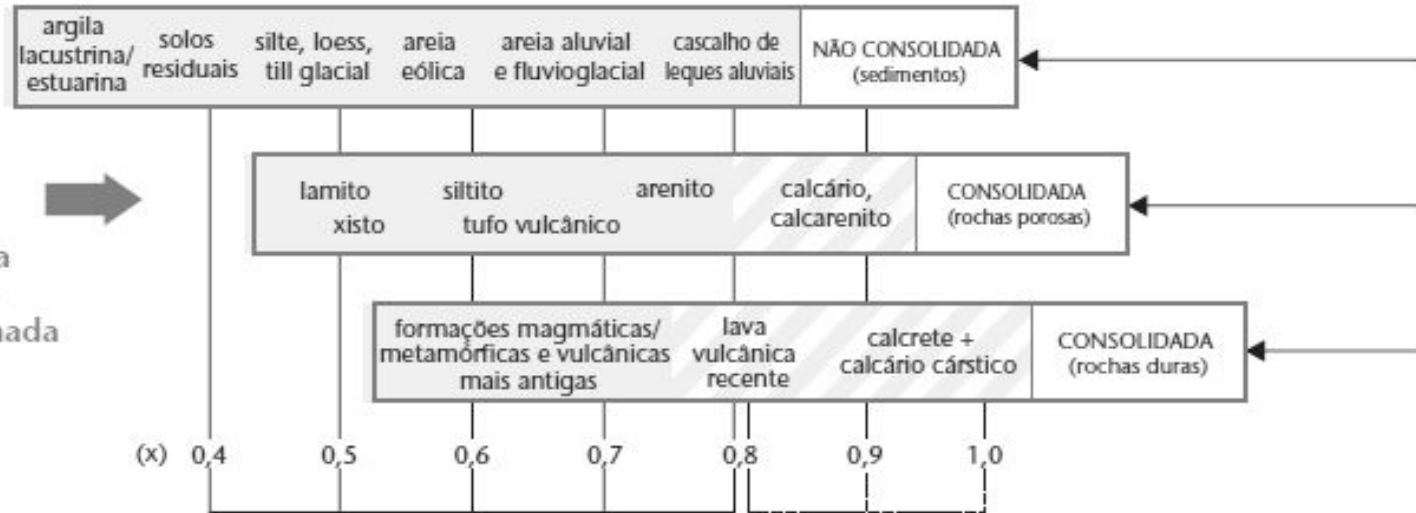 argila
lacustrina/
estuarina
solos
residuais
silte, loess,
till glacial
areia
eólica
areia aluvial
e fluvioglacial
cascalho de
leques aluviais
NÃO CONSOLIDADA
(sedimentos)
lamito
xisto
siltito
tufo vulcânico
arenito
calcário,
calcarenito
CONSOLIDADA
(rochas porosas)
formações magmáticas/
metamórficas e vulcânicas
mais antigas
lava
vulcânica
recente
calcrete +
calcário cárstico
CONSOLIDADA
(rochas duras)
(x) 0,4 0,5 0,6 0,7 0,8 0,9 1,0